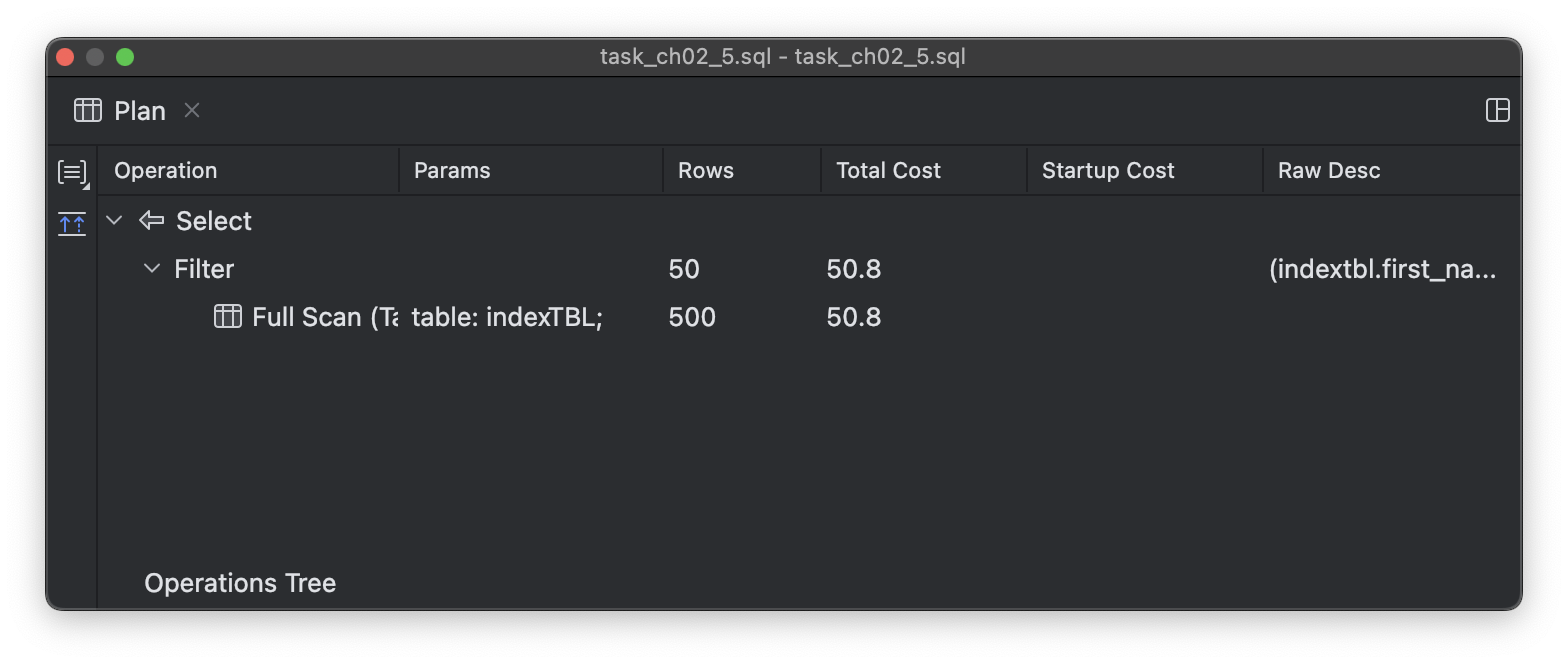 task_ch02_5.sql - task_ch02_5.sql
Plan
Operation Params Rows Total Cost Startup Cost Raw Desc
Select
Filter 50 50.8 (indextbl.first_na...
Full Scan (Ta table: indexTBL; 500 50.8
Operations Tree